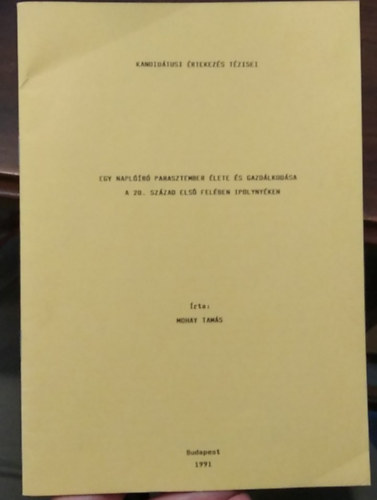 KANDIDÁTUSI ÉRTEKEZÉS TÉZISEI
EGY NAPLÓÍRÓ PARASZTEMBER ÉLETE ÉS GAZDÁLKODÁSA
A 20. SZÁZAD ELSŐ FELÉBEN IPOLYNYÉKEN
Írta:
MOHAY TAMÁS
Budapest
1991